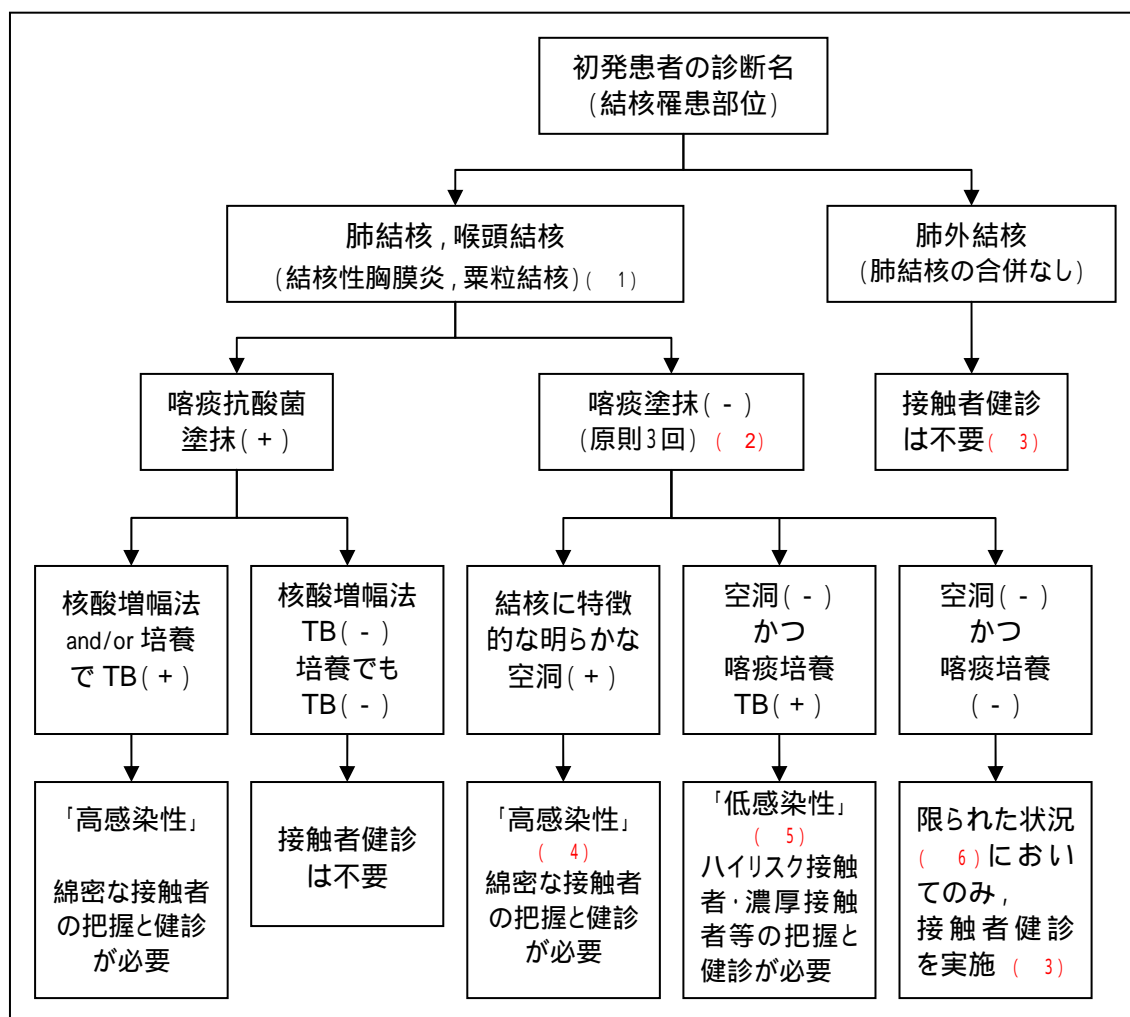 初発患者の診断名
(結核罹患部位)
肺結核,喉頭結核
(結核性胸膜炎,粟粒結核)( 1)
肺外結核
(肺結核の合併なし)
喀痰抗酸菌
塗抹(+)
喀痰塗抹(-)
(原則3回) ( 2)
接触者健診
は不要( 3)
核酸増幅法
and/or 培養
で TB(+)
核酸増幅法
TB(-)
培養でも
TB(-)
結核に特徴
的な明らかな
空洞(+)
空洞(-)
かつ
喀痰培養
TB(+)
空洞(-)
かつ
喀痰培養
(-)
「高感染性」
綿密な接触者
の把握と健診
が必要
接触者健診
は不要
「高感染性」
( 4)
綿密な接触者
の把握と健診
が必要
「低感染性」
( 5)
ハイリスク接触
者・濃厚接触
者等の把握と
健診が必要
限られた状況
( 6)におい
てのみ,
接触者健診
を実施 ( 3)